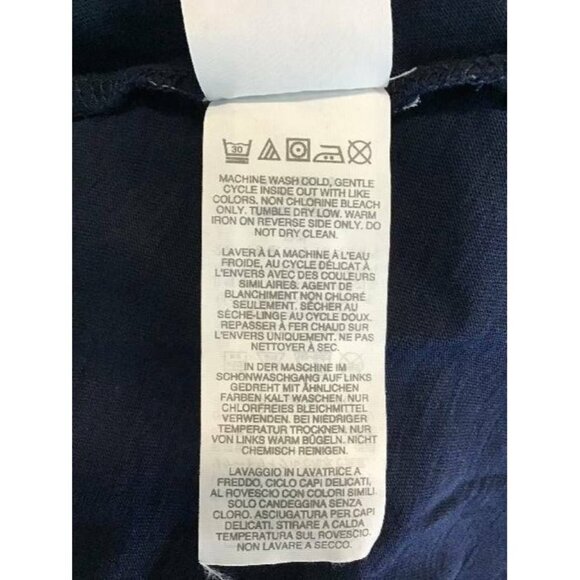 30
MACHINE WASH COLD, GENTLE
CYCLE INSIDE OUT WITH LIKE
COLORS. NON CHLORINE BLEACH
ONLY. TUMBLE DRY LOW. WARM
IRON ON REVERSE SIDE ONLY. DO
NOT DRY CLEAN.
LAVER À LA MACHINE À L'EAU
FROIDE, AU CYCLE DÉLICAT À
L'ENVERS AVEC DES COULEURS
SIMILAIRES. AGENT DE
BLANCHIMENT NON CHLORÉ
SEULEMENT. SÉCHER AU
SÈCHE-LINGE AU CYCLE DOUX.
REPASSER À FER CHAUD SUR
L'ENVERS UNIQUEMENT. NE PAS
NETTOYER À SEC.
IN DER MASCHINE IM
SCHONWASCHGANG AUF LINKS
GEDREHT MIT ÄHNLICHEN
FARBEN KALT WASCHEN. NUR
CHLORFREIES BLEICHMITTEL
VERWENDEN. BEI NIEDRIGER
TEMPERATUR TROCKNEN. NUR
VON LINKS WARM BÜGELN. NICHT
CHEMISCH REINIGEN.
LAVAGGIO IN LAVATRICE A
FREDDO, CICLO CAPI DELICATI,
AL ROVESCIO CON COLORI SIMILI.
SOLO CANDEGGINA SENZA
CLORO. ASCIUGATURA PER CAPI
DELICATI. STIRARE A CALDA
TEMPERATURA SUL ROVESCIO.
NON LAVARE A SECCO.